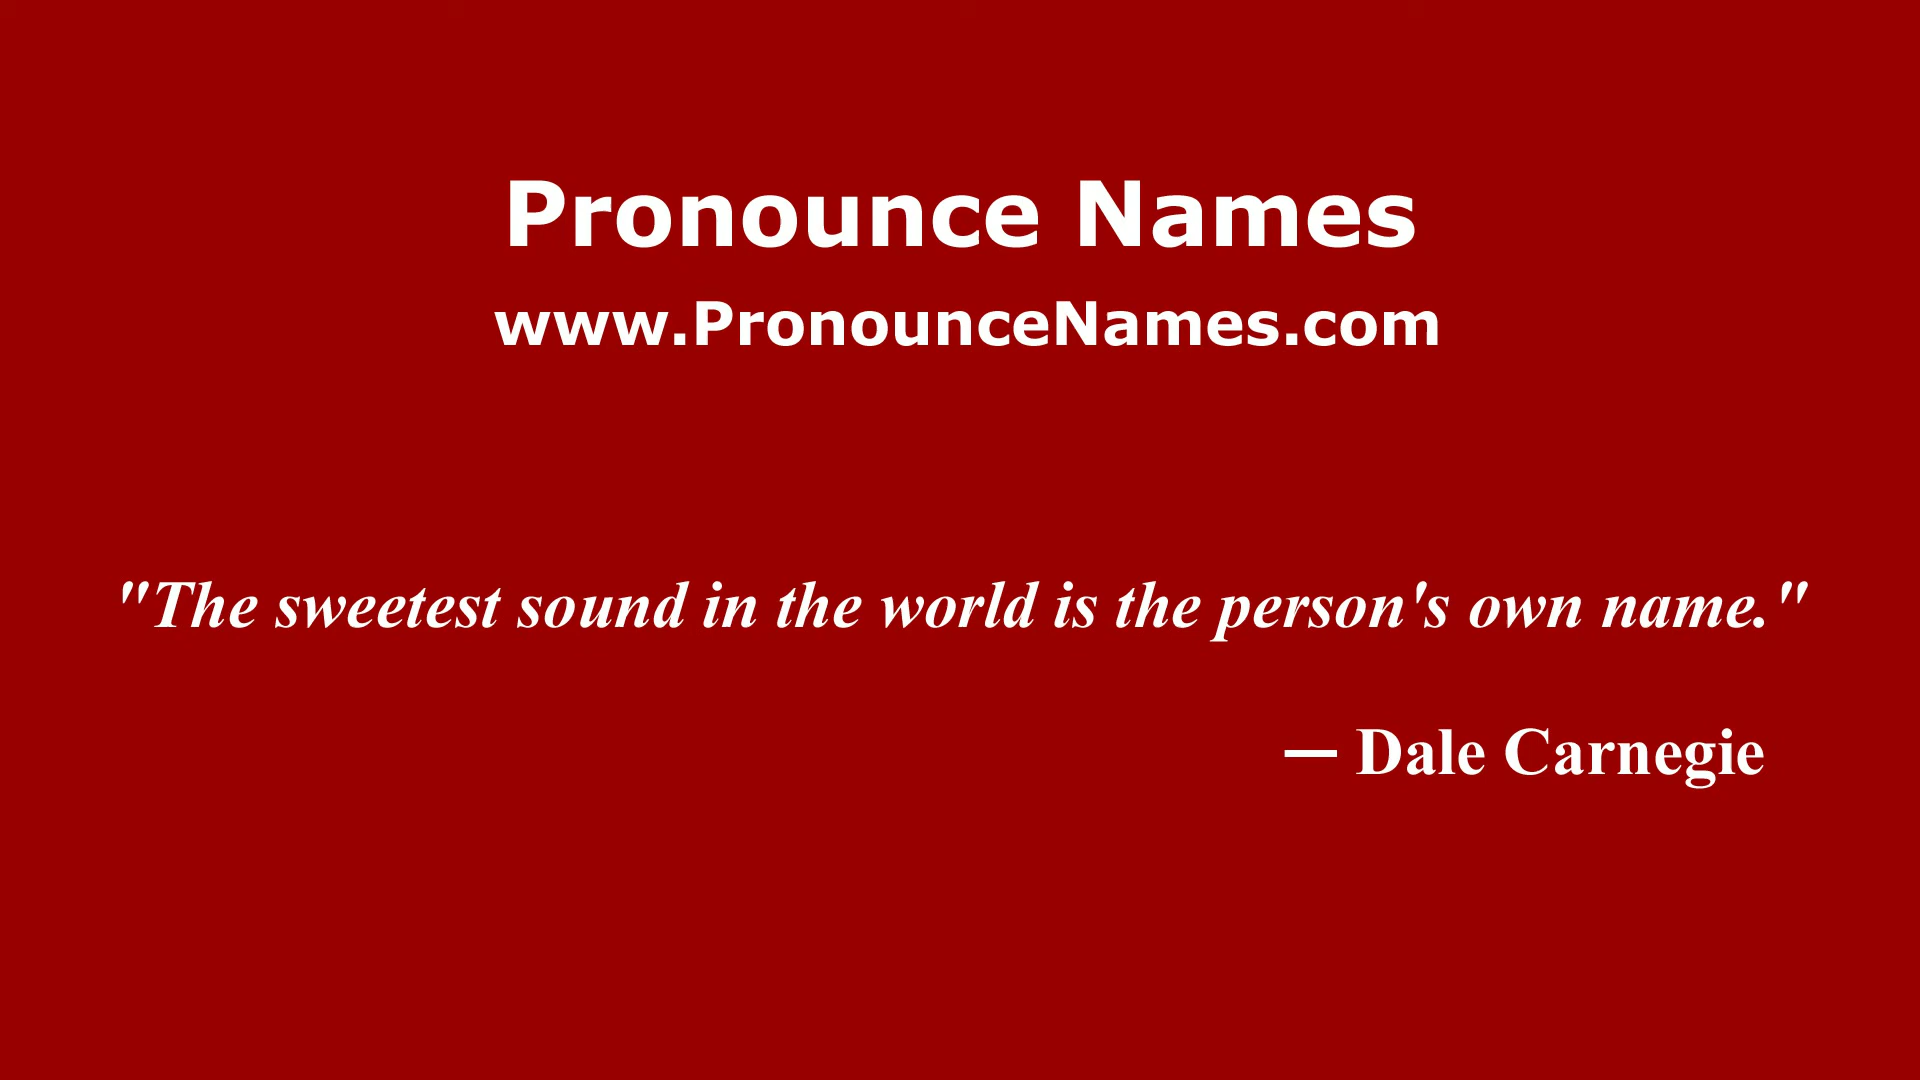 Pronounce Names
www.PronounceNames.com
"The sweetest sound in the world is the person's own name."
— Dale Carnegie